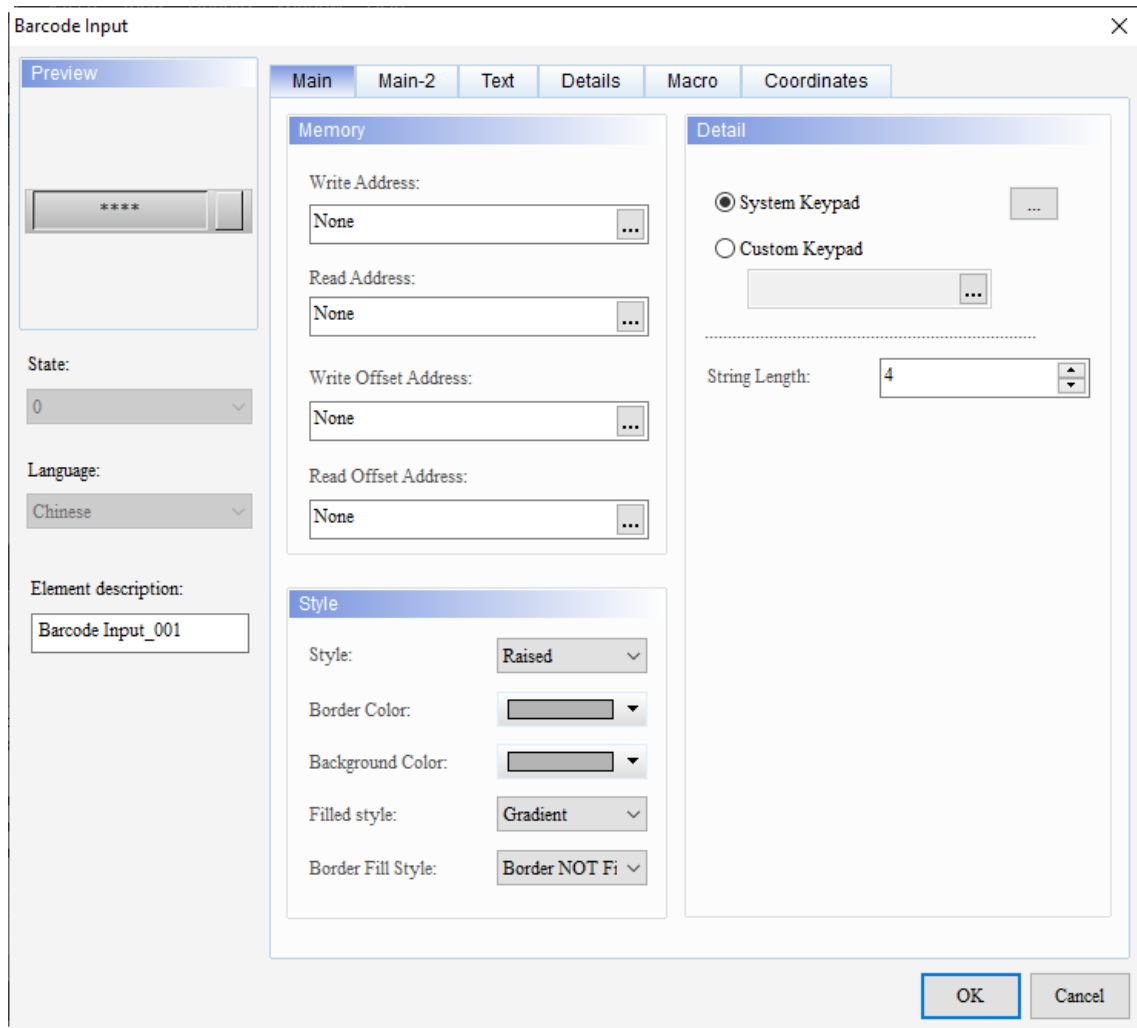 Barcode Input
Preview
****
State:
0
Language:
Chinese
Element description:
Barcode Input_001
Main
Main-2
Text
Details
Macro
Coordinates
Memory
Write Address:
None
...
Read Address:
None
...
Write Offset Address:
None
...
Read Offset Address:
None
...
Style
Style:
Raised
Border Color:
Background Color:
Filled style:
Gradient
Border Fill Style:
Border NOT Fi
Detail
System Keypad
...
Custom Keypad
...
String Length:
4
OK
Cancel